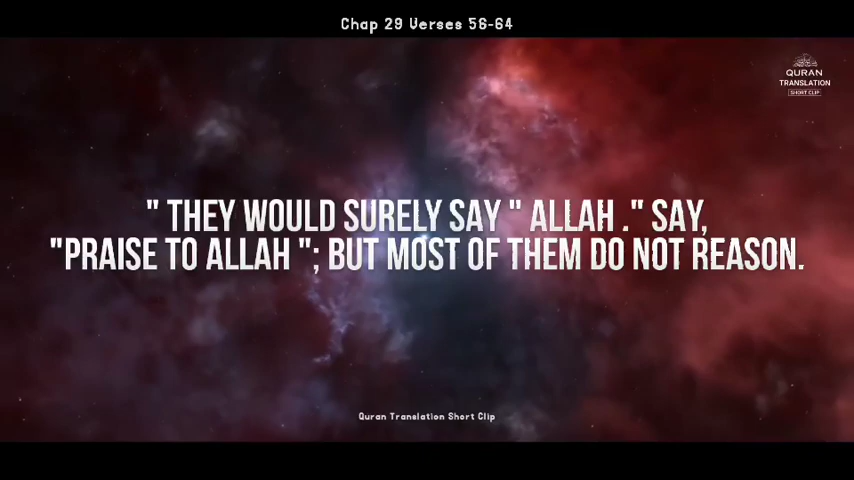 Chap 29 Verses 56-64
QURAN
TRANSLATION
SHORT CLIP
" THEY WOULD SURELY SAY " ALLAH ." SAY,
"PRAISE TO ALLAH "; BUT MOST OF THEM DO NOT REASON.
Quran Translation Short Clip